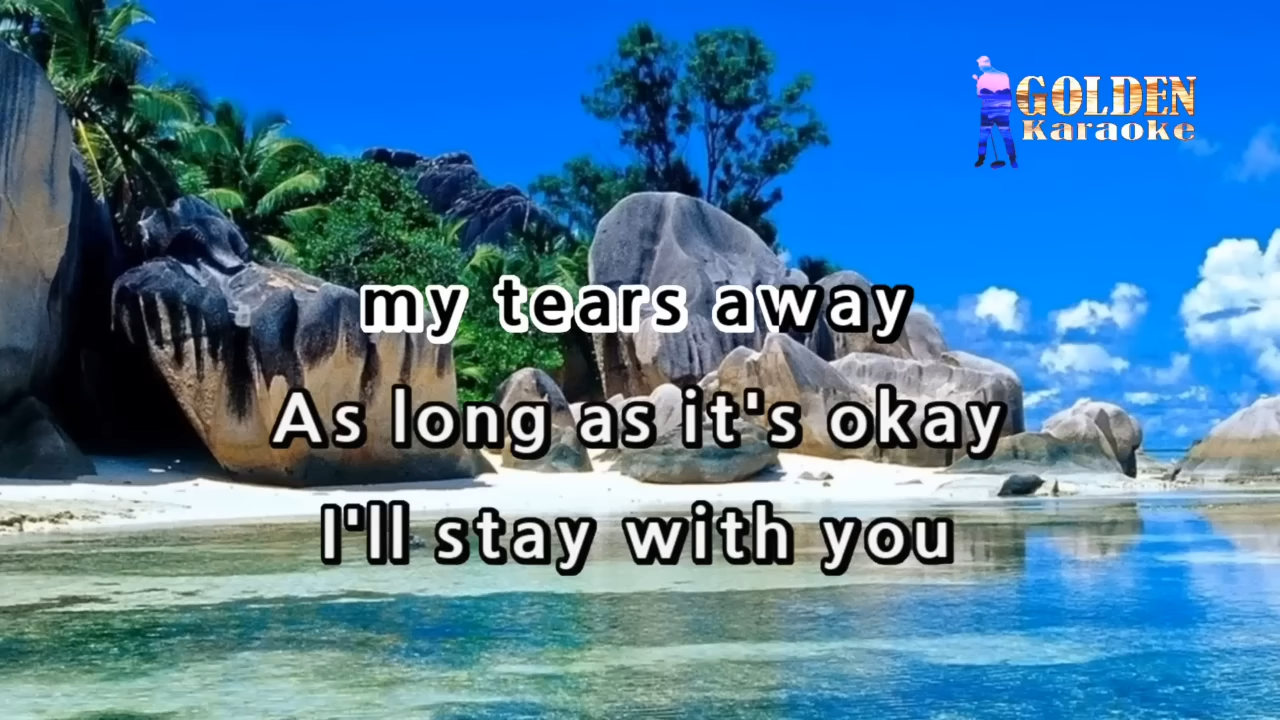 GOLDEN
Karaoke
my tears away
As long as it's okay
I'll stay with you